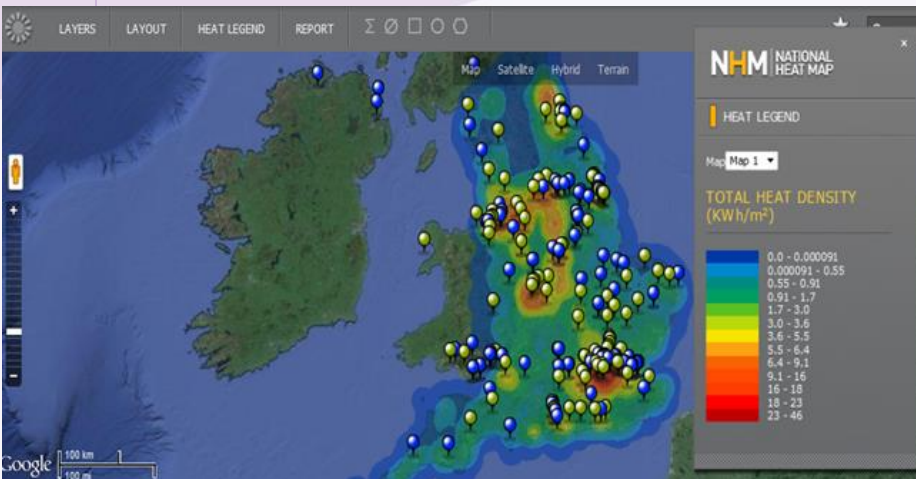 LAYERS LAYOUT HEAT LEGEND REPORT
Map Satellite Hybrid Terrain
NHM NATIONAL
HEAT MAP
x
HEAT LEGEND
Map Map 1
TOTAL HEAT DENSITY
(KWh/m²)
0.0 - 0.000091
0.000091 - 0.55
0.55 - 0.91
0.91 - 1.7
1.7 - 3.0
3.0 - 3.6
3.6 - 5.5
5.5 - 6.4
6.4 - 9.1
9.1 - 16
16 - 18
18 - 23
23 - 46
Google
100 km
100 mi